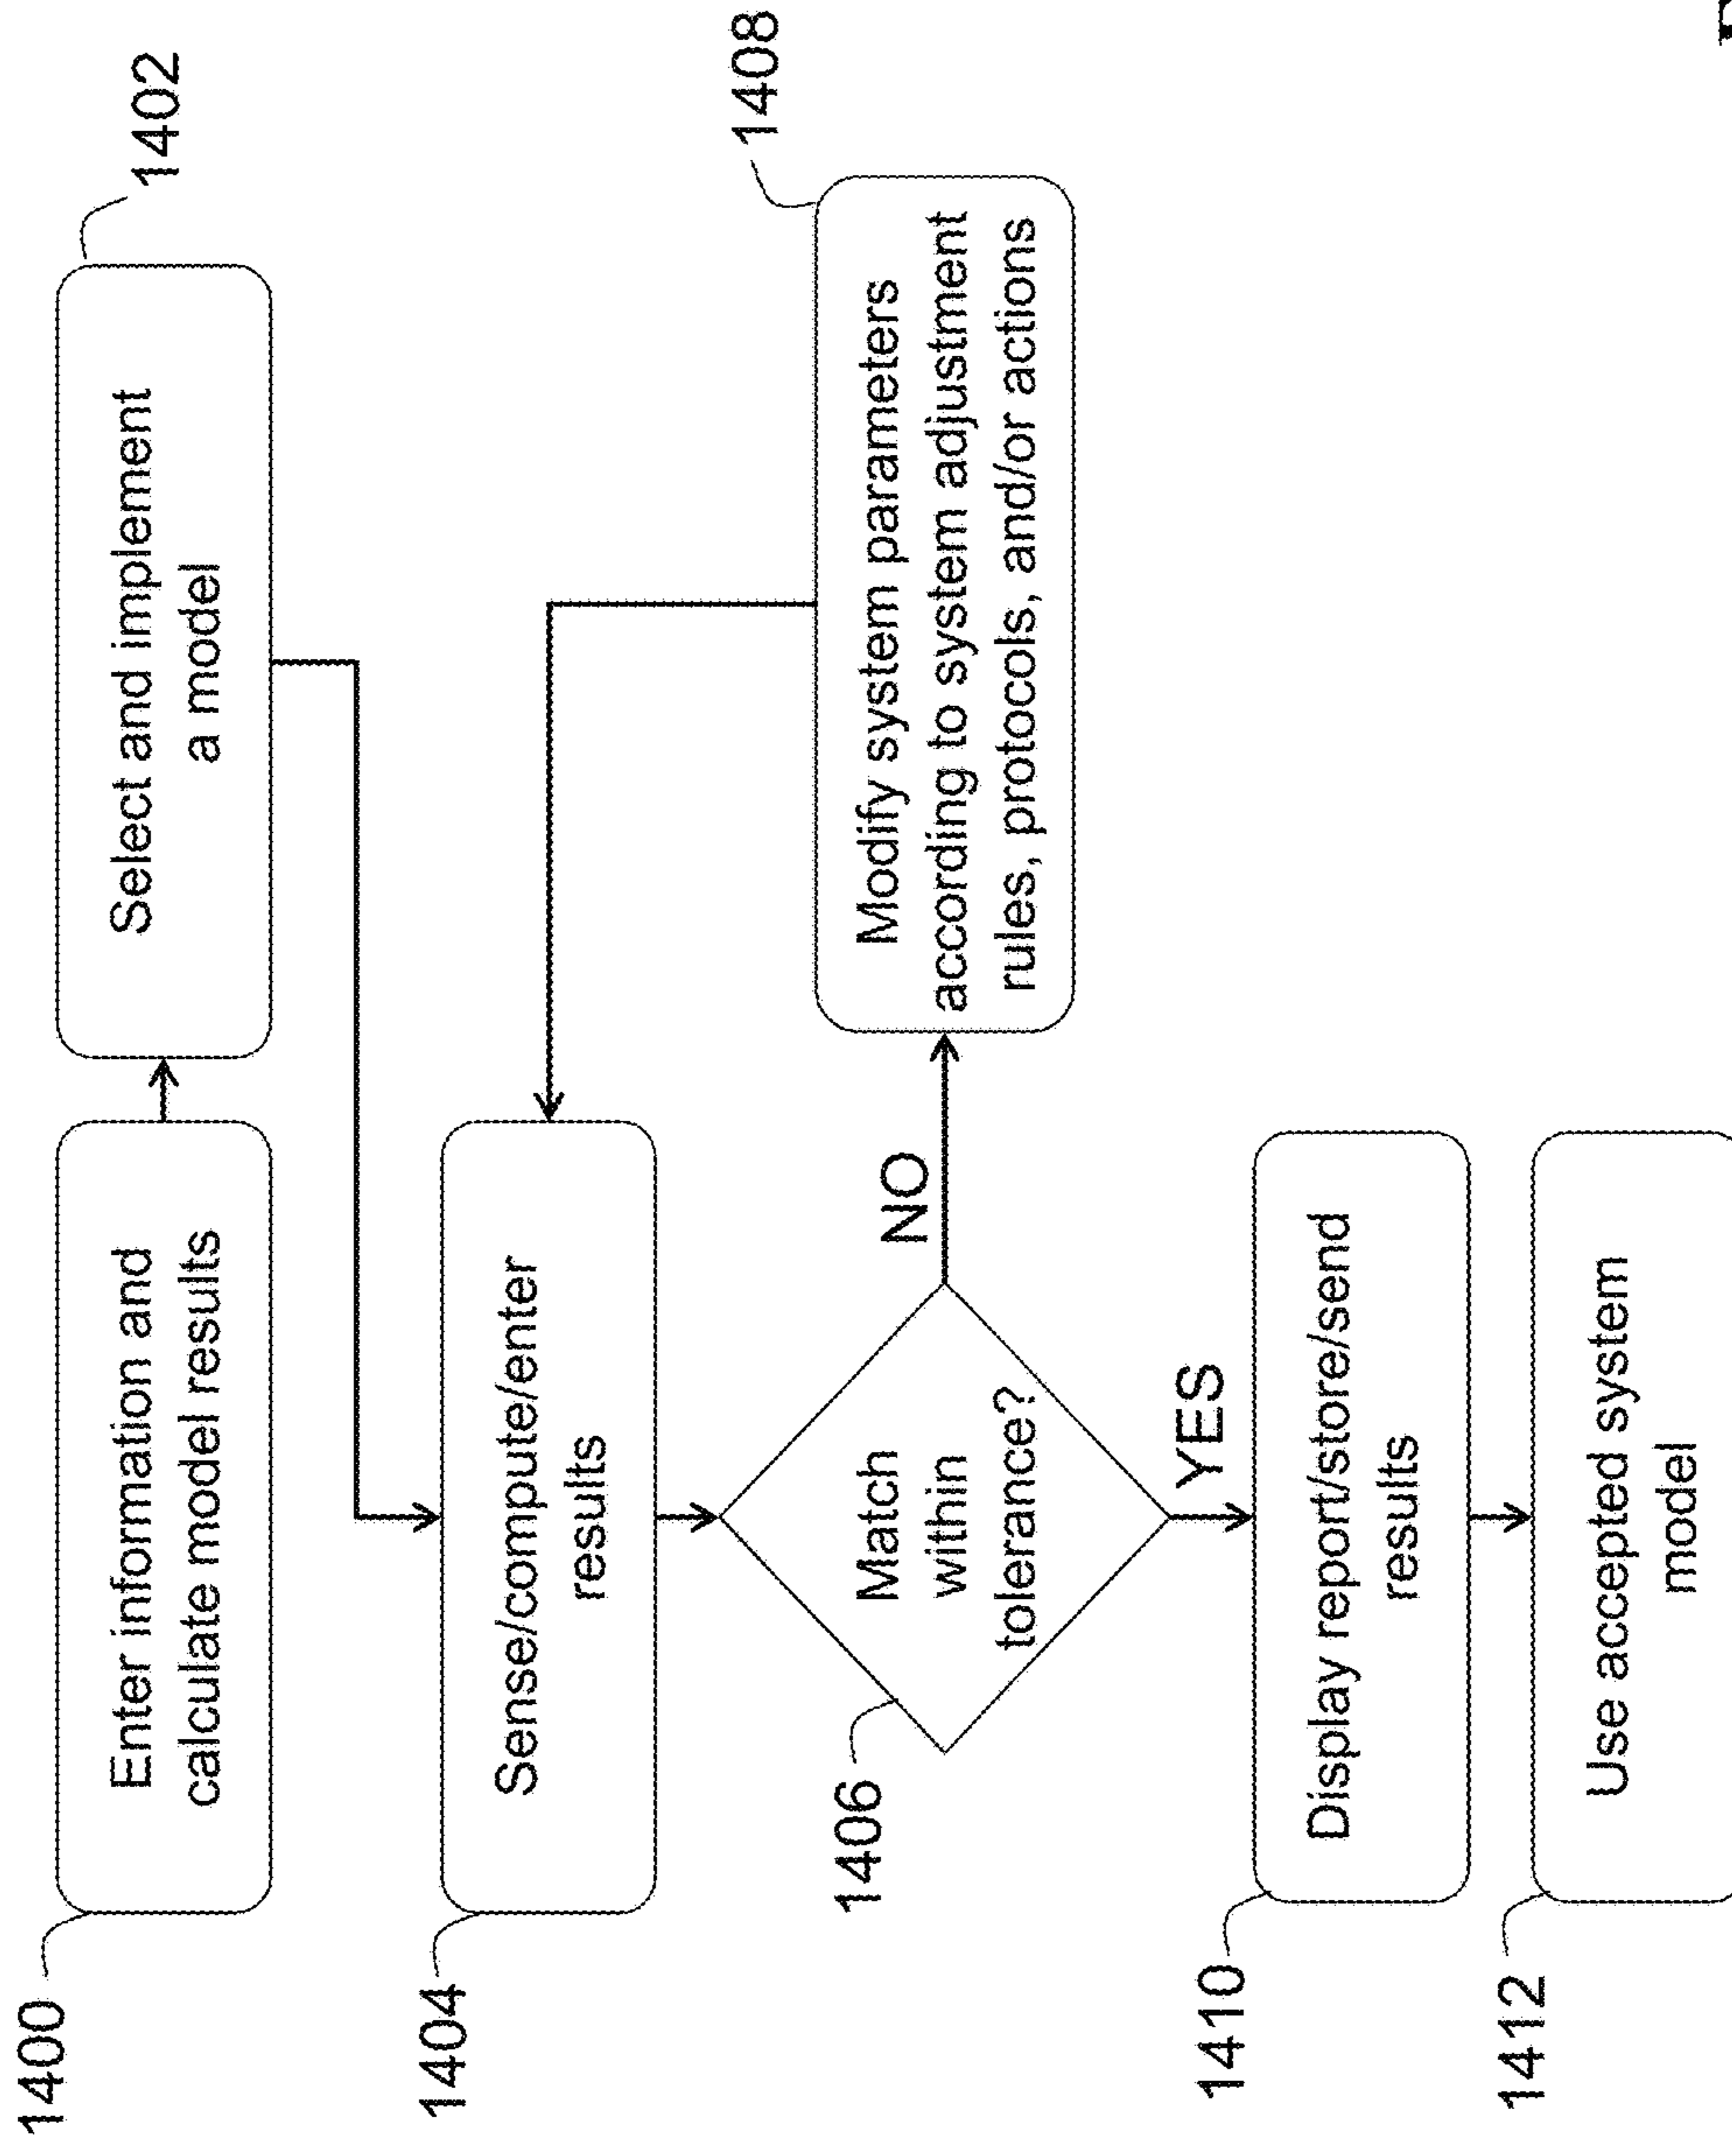 1400
Enter information and
calculate model results
Select and implement
a model
1402
1404
Sense/compute/enter
results
1406
Match
within
tolerance?
NO
Modify system parameters
according to system adjustment
rules, protocols, and/or actions
1408
YES
1410
Display report/store/send
results
1412
Use accepted system
model